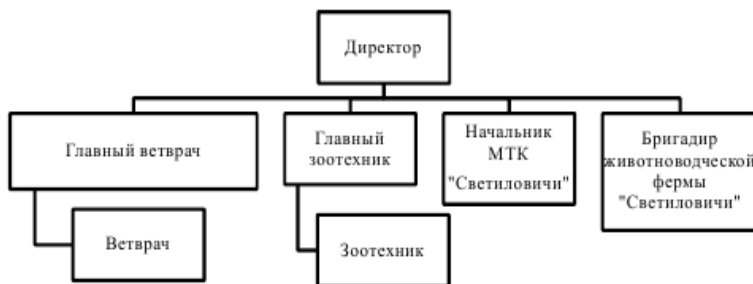 Директор
Главный ветврач
Главный
зоотехник
Начальник
МТК
"Светиловичи"
Бригадир
животноводческой
фермы
"Светиловичи"
Ветврач
Зоотехник